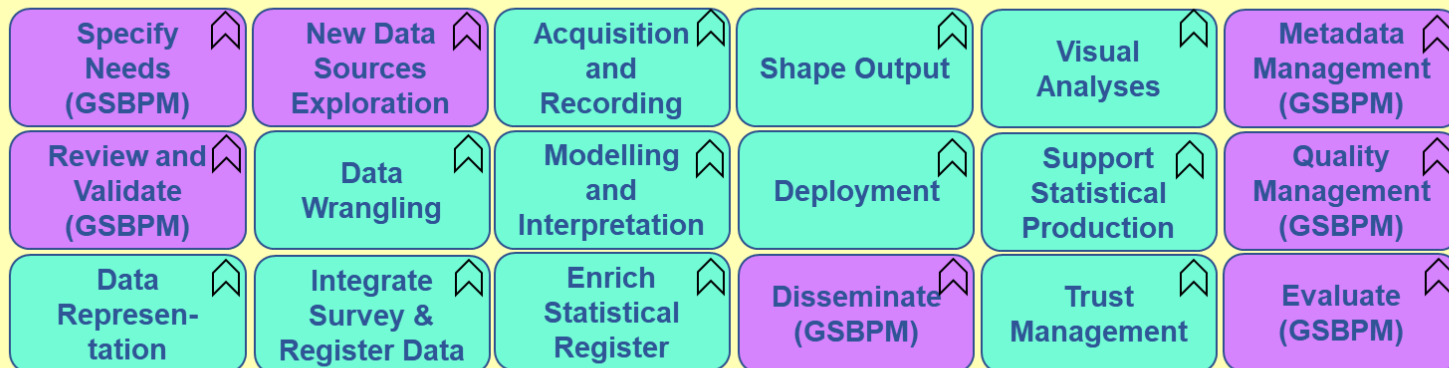 Specify
Needs
(GSBPM)
New Data
Sources
Exploration
Acquisition
and
Recording
Shape Output
Visual
Analyses
Metadata
Management
(GSBPM)
Review and
Validate
(GSBPM)
Data
Wrangling
Modelling
and
Interpretation
Deployment
Support
Statistical
Production
Quality
Management
(GSBPM)
Data
Represen-
tation
Integrate
Survey &
Register Data
Enrich
Statistical
Register
Disseminate
(GSBPM)
Trust
Management
Evaluate
(GSBPM)